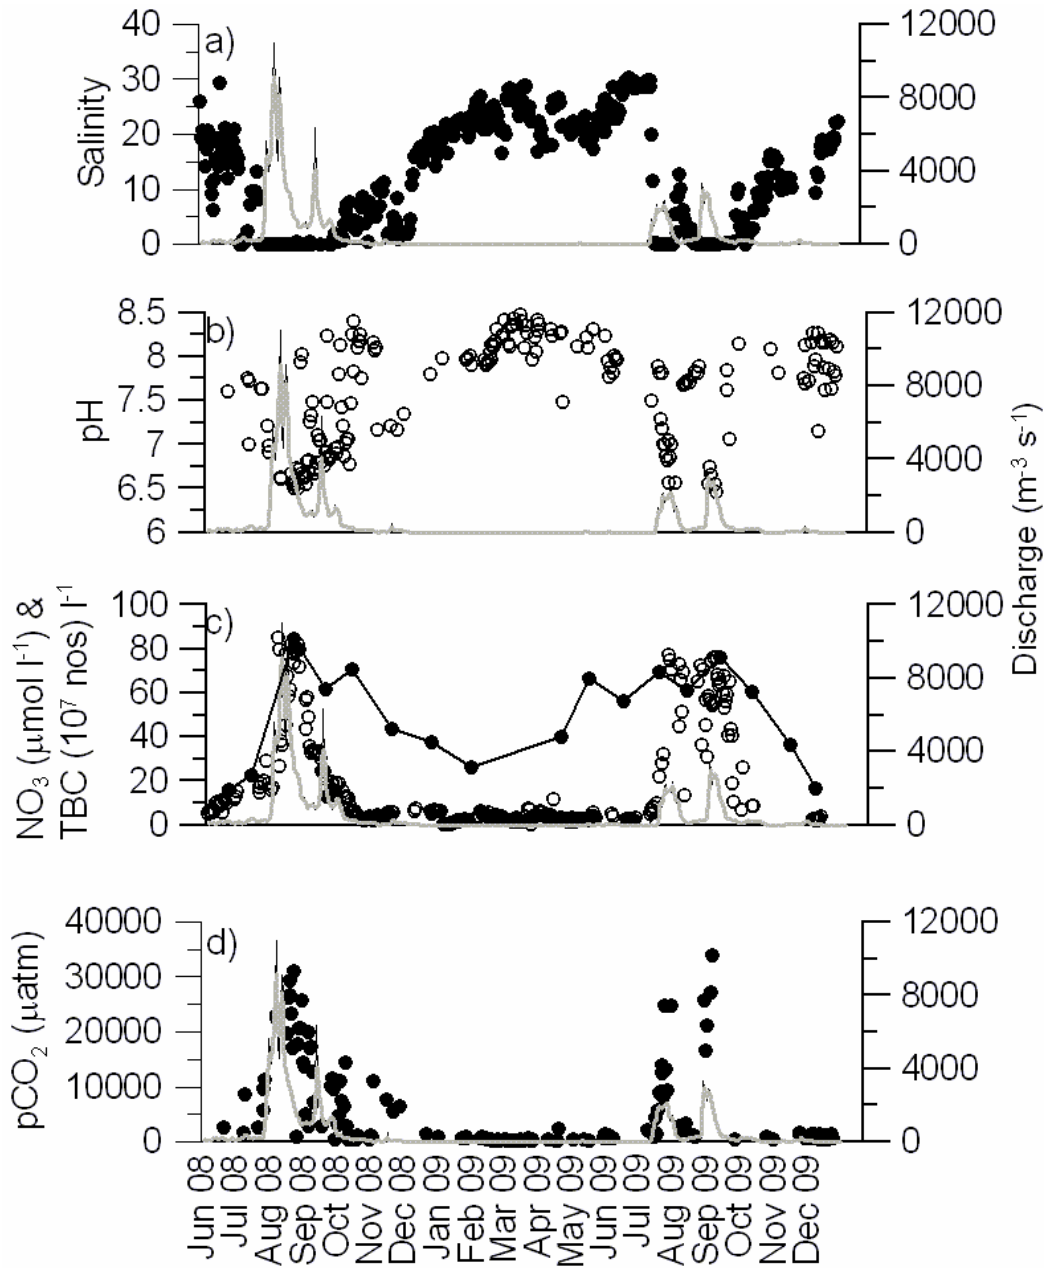 a)
Salinity
40
30
20
10
0
12000
8000
4000
0
b)
pH
8.5
8
7.5
7
6.5
6
12000
8000
4000
0
Discharge (m⁻³ s⁻¹)
c)
NO₃ (μmol l⁻¹) &
TBC (10⁷ nos) l⁻¹
100
80
60
40
20
0
12000
8000
4000
0
d)
pCO₂ (μatm)
40000
30000
20000
10000
0
12000
8000
4000
0
Jun 08
Jul 08
Aug 08
Sep 08
Oct 08
Nov 08
Dec 08
Jan 09
Feb 09
Mar 09
Apr 09
May 09
Jun 09
Jul 09
Aug 09
Sep 09
Oct 09
Nov 09
Dec 09